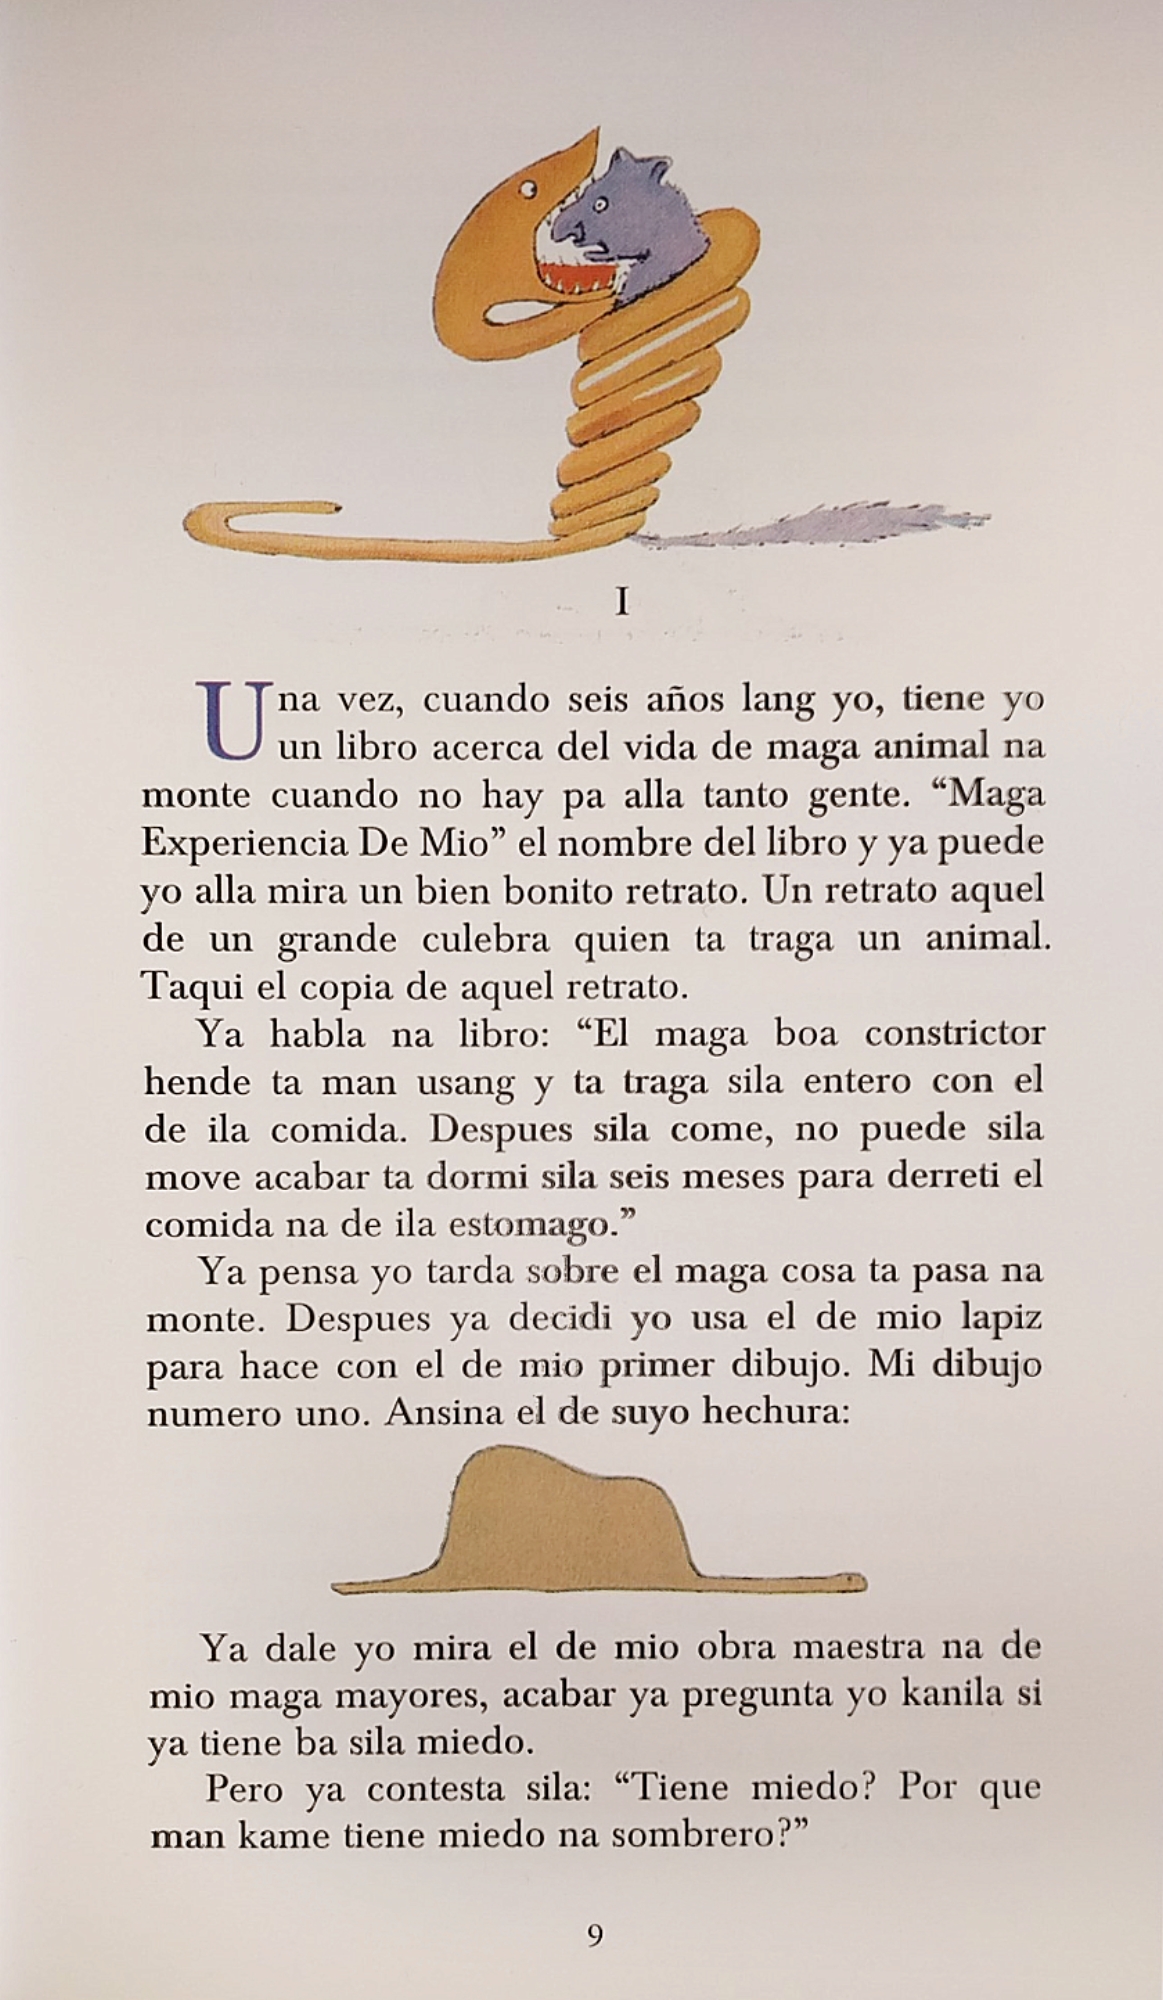 I
Una vez, cuando seis años lang yo, tiene yo
un libro acerca del vida de maga animal na
monte cuando no hay pa alla tanto gente. “Maga
Experiencia De Mio” el nombre del libro y ya puede
yo alla mira un bien bonito retrato. Un retrato aquel
de un grande culebra quien ta traga un animal.
Taqui el copia de aquel retrato.
Ya habla na libro: “El maga boa constrictor
hende ta man usang y ta traga sila entero con el
de ila comida. Despues sila come, no puede sila
move acabar ta dormi sila seis meses para derreti el
comida na de ila estomago.”
Ya pensa yo tarda sobre el maga cosa ta pasa na
monte. Despues ya decidi yo usa el de mio lapiz
para hace con el de mio primer dibujo. Mi dibujo
numero uno. Ansina el de suyo hechura:
Ya dale yo mira el de mio obra maestra na de
mio maga mayores, acabar ya pregunta yo kanila si
ya tiene ba sila miedo.
Pero ya contesta sila: “Tiene miedo? Por que
man kame tiene miedo na sombrero?”
9